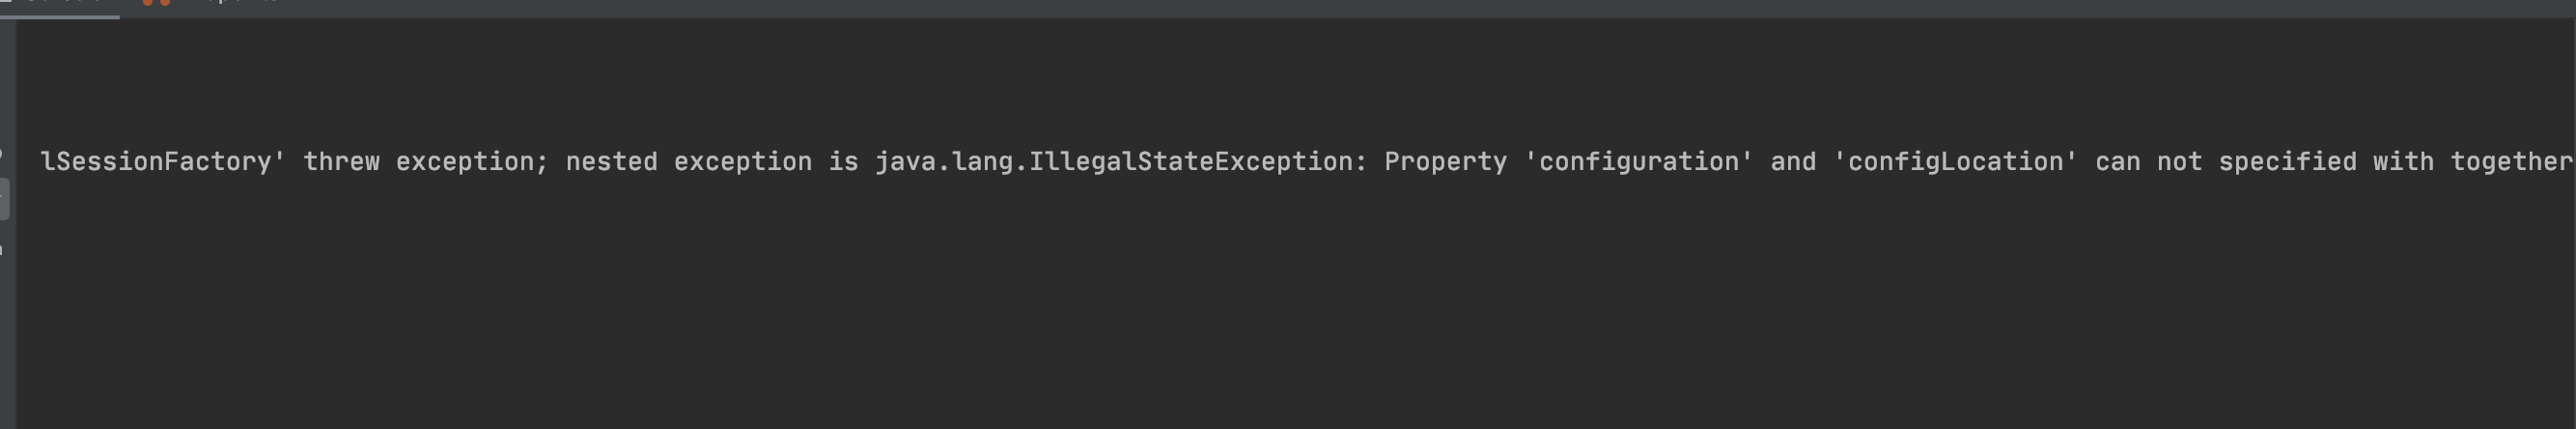 lSessionFactory' threw exception; nested exception is java.lang.IllegalStateException: Property 'configuration' and 'configLocation' can not specified with together